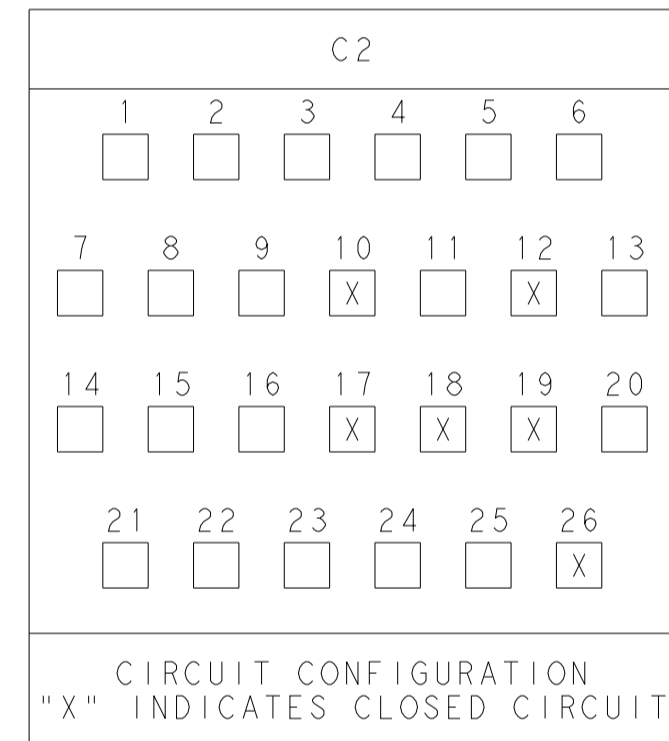 C2
1 2 3 4 5 6
7 8 9 10 11 12 13
X X
14 15 16 17 18 19 20
X X X
21 22 23 24 25 26
X
CIRCUIT CONFIGURATION
"X" INDICATES CLOSED CIRCUIT